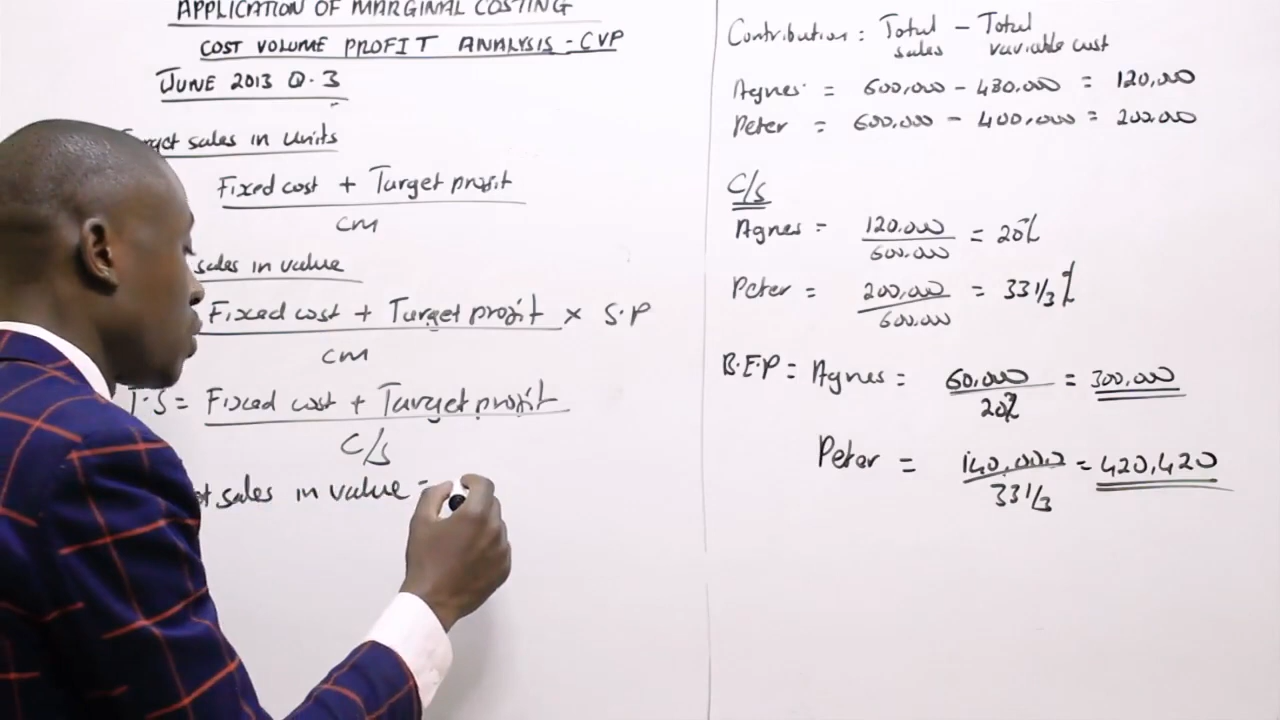 APPLICATION OF MARGINAL COSTING
COST VOLUME PROFIT ANALYSIS - CVP
JUNE 2013 Q.3
sales in units
Fixed cost + Target profit
CM
sales in value
Fixed cost + Target profit × S.P
CM
T.S = Fixed cost + Target profit
C/S
sales in value =
Contribution: Total sales - Total variable cost
Agnes = 600,000 - 480,000 = 120,000
Peter = 600,000 - 400,000 = 200,000
C/S
Agnes = 120,000 = 20%
600,000
Peter = 200,000 = 33 1/3 %
600,000
B.E.P = Agnes = 60,000 = 300,000
20%
Peter = 140,000 = 420,420
33 1/3